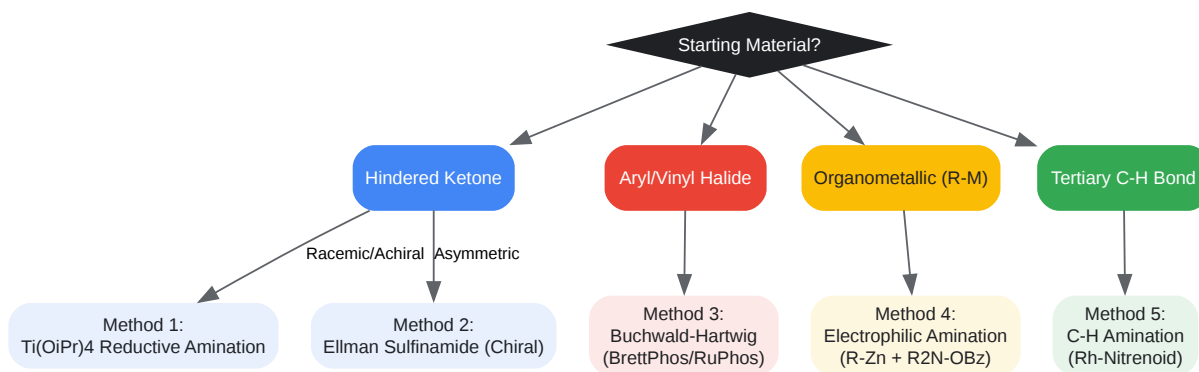 Starting Material?
Hindered Ketone
Aryl/Vinyl Halide
Organometallic (R-M)
Tertiary C-H Bond
Racemic/Achiral
Asymmetric
Method 1:
Ti(OiPr)4 Reductive Amination
Method 2:
Ellman Sulfinamide (Chiral)
Method 3:
Buchwald-Hartwig
(BrettPhos/RuPhos)
Method 4:
Electrophilic Amination
(R-Zn + R2N-OBz)
Method 5:
C-H Amination
(Rh-Nitrenoid)